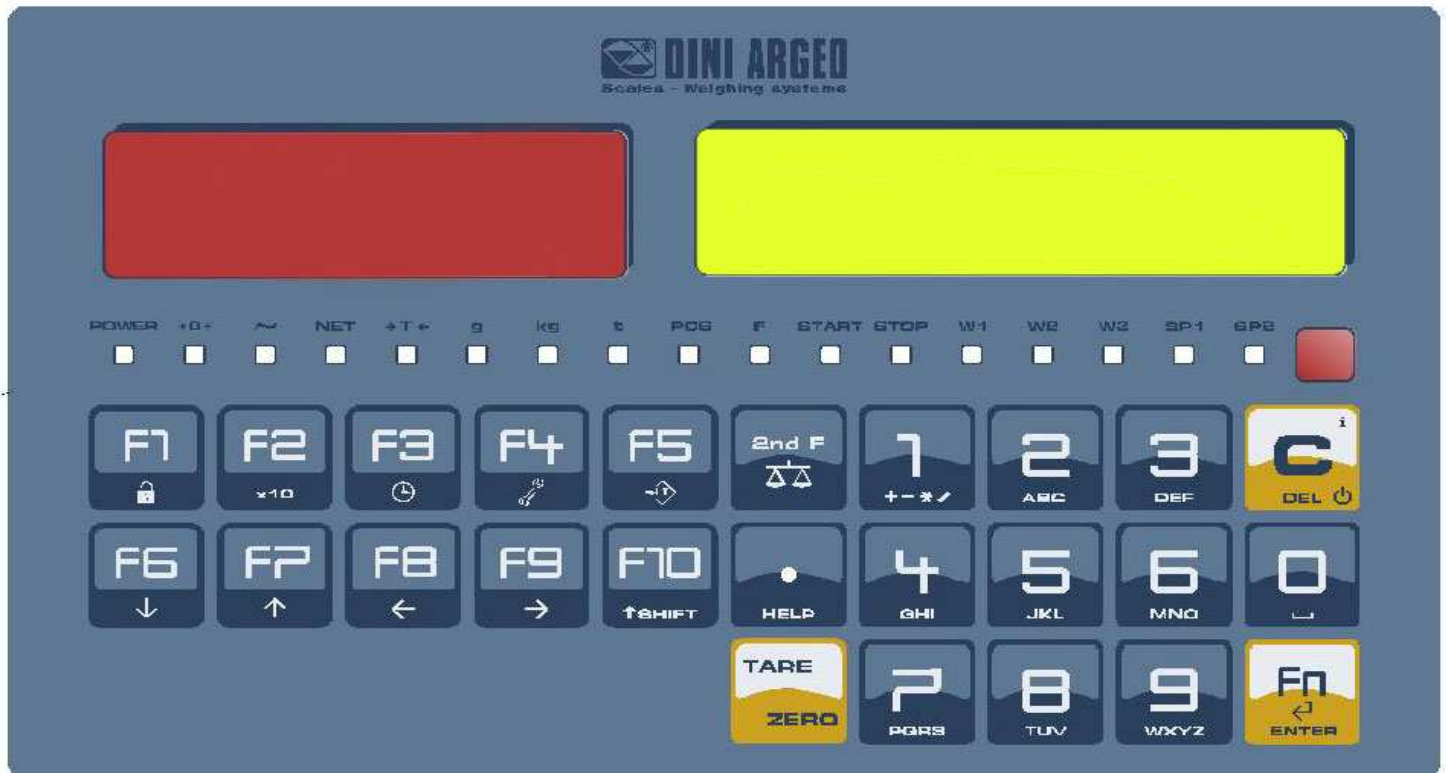 DINI ARGEO
Scales - Weighing systems
POWER →0← ~ NET →T← g kg t PCS F START STOP W1 W2 W3 SP1 SP2
F1 F2 F3 F4 F5 2nd F 1 2 3 C i
x10 +-*/ ABC DEF DEL
F6 F7 F8 F9 F10 . 4 5 6 0
↓ ↑ ← → ↑SHIFT HELP GHI JKL MNO ⎵
TARE 7 8 9 Fn
ZERO PQRS TUV WXYZ ENTER